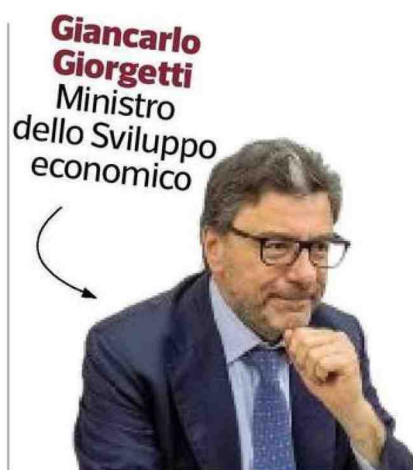 Giancarlo
Giorgetti
Ministro
dello Sviluppo
economico